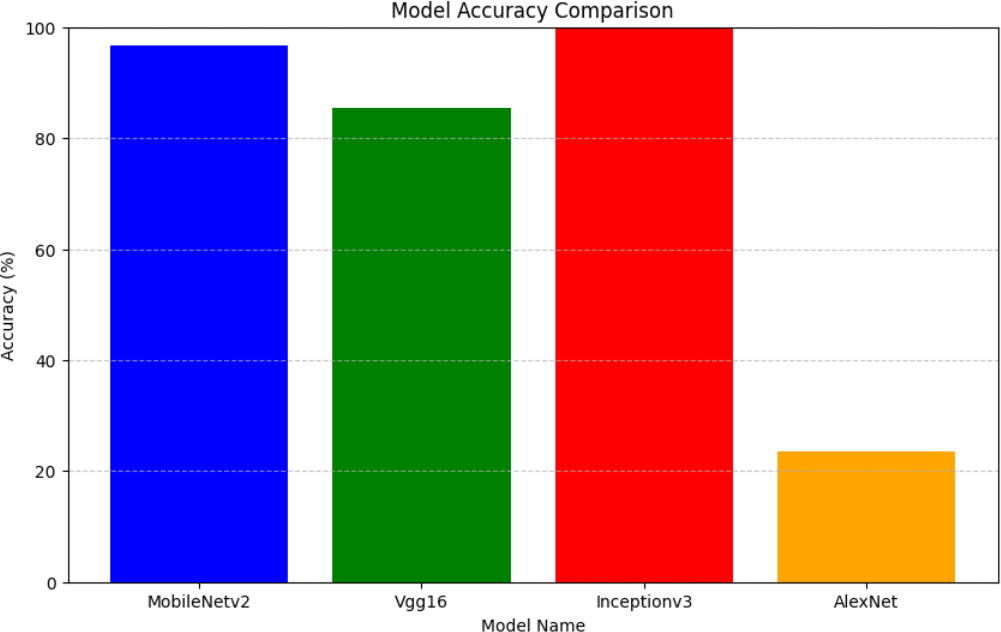 Model Accuracy Comparison
100
80
60
40
20
0
Accuracy (%)
MobileNetv2 Vgg16 Inceptionv3 AlexNet
Model Name